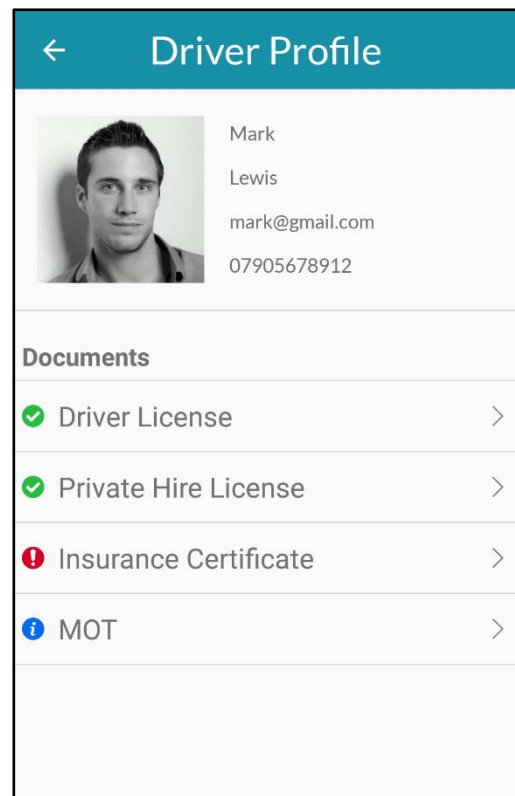 Driver Profile
Mark
Lewis
mark@gmail.com
07905678912
Documents
Driver License
Private Hire License
Insurance Certificate
MOT